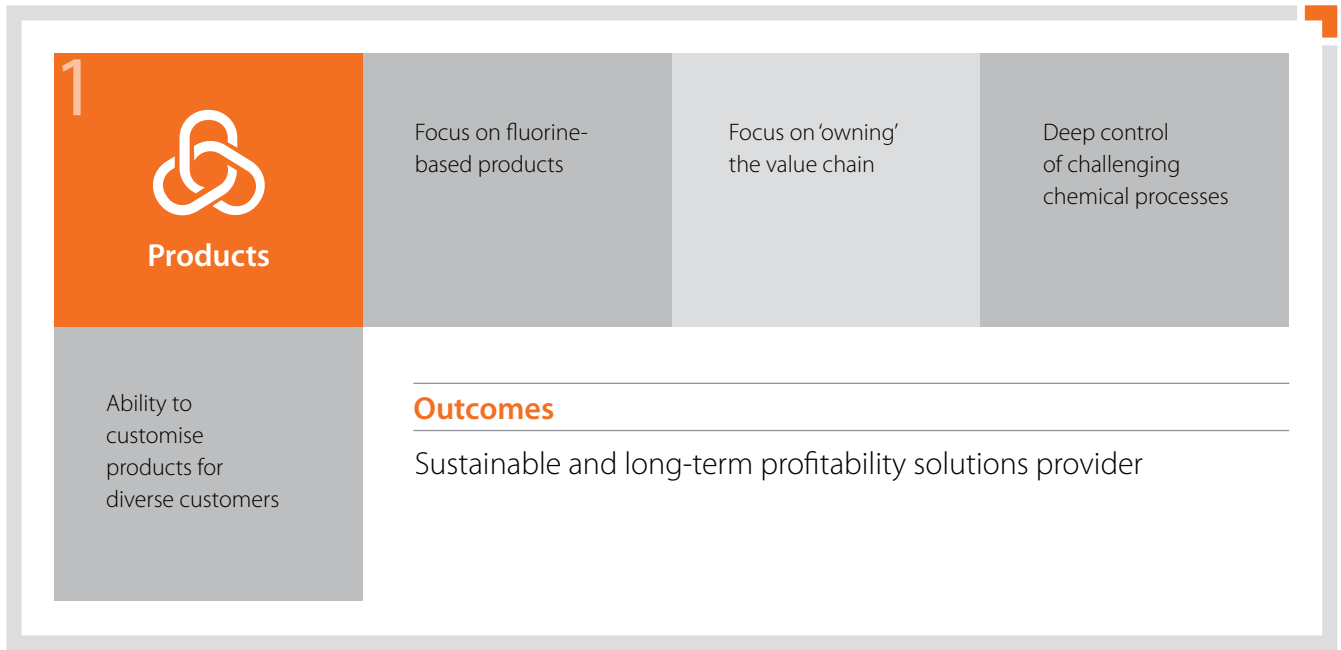 1
Products
Focus on fluorine-
based products
Focus on ‘owning’
the value chain
Deep control
of challenging
chemical processes
Ability to
customise
products for
diverse customers
Outcomes
Sustainable and long-term profitability solutions provider